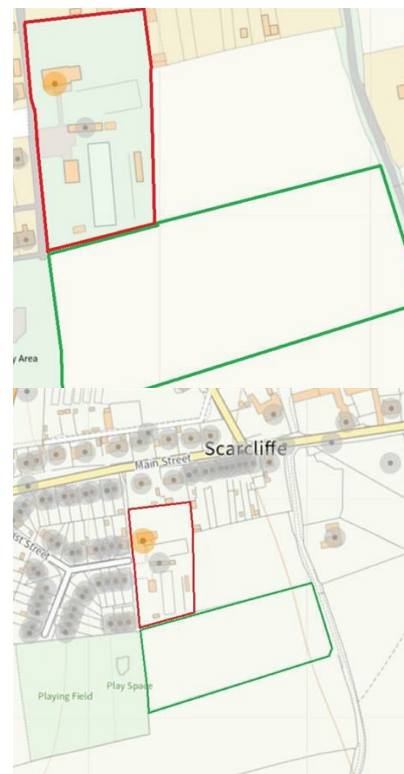 y Area
Scarcliffe
Main Street
st Street
Play Space
Playing Field